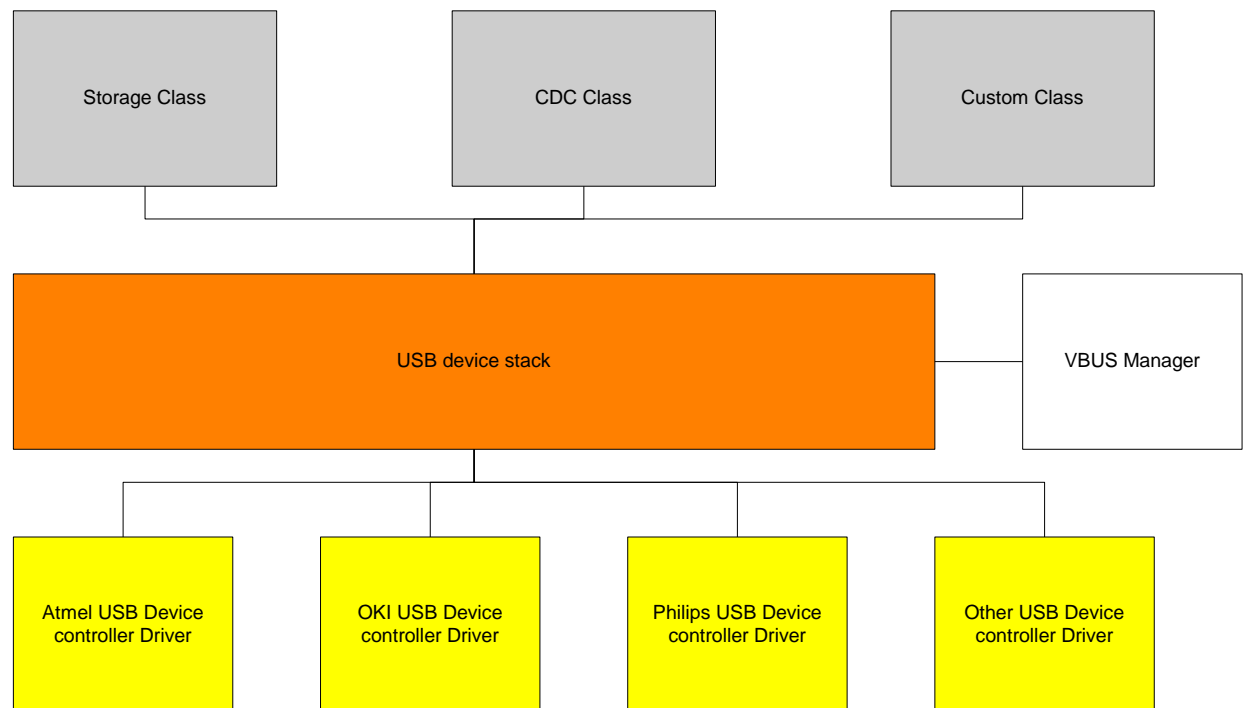 Storage Class
CDC Class
Custom Class
USB device stack
VBUS Manager
Atmel USB Device
controller Driver
OKI USB Device
controller Driver
Philips USB Device
controller Driver
Other USB Device
controller Driver